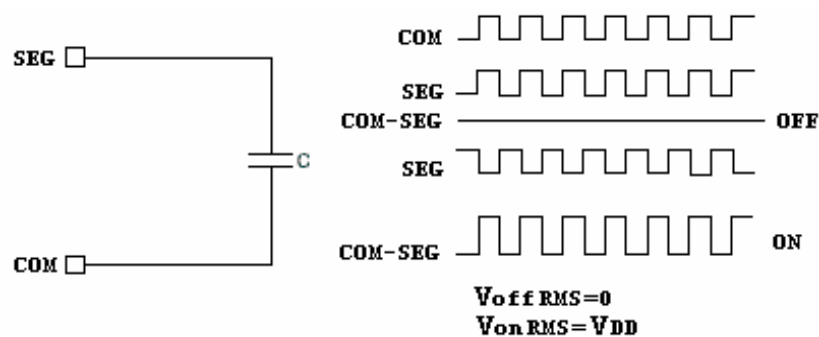 SEG
C
COM
COM
SEG
COM-SEG OFF
SEG
COM-SEG ON
Voff RMS=0
Von RMS=VDD